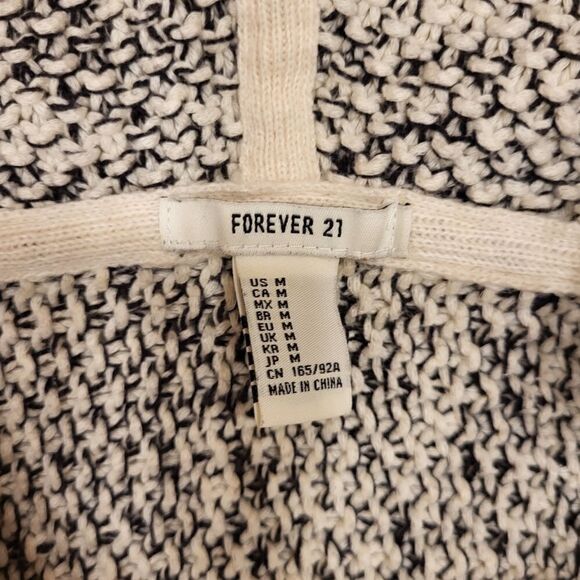 FOREVER 21
US M
CA M
MX M
BR M
EU M
UK M
KR M
JP M
CN 165/92A
MADE IN CHINA